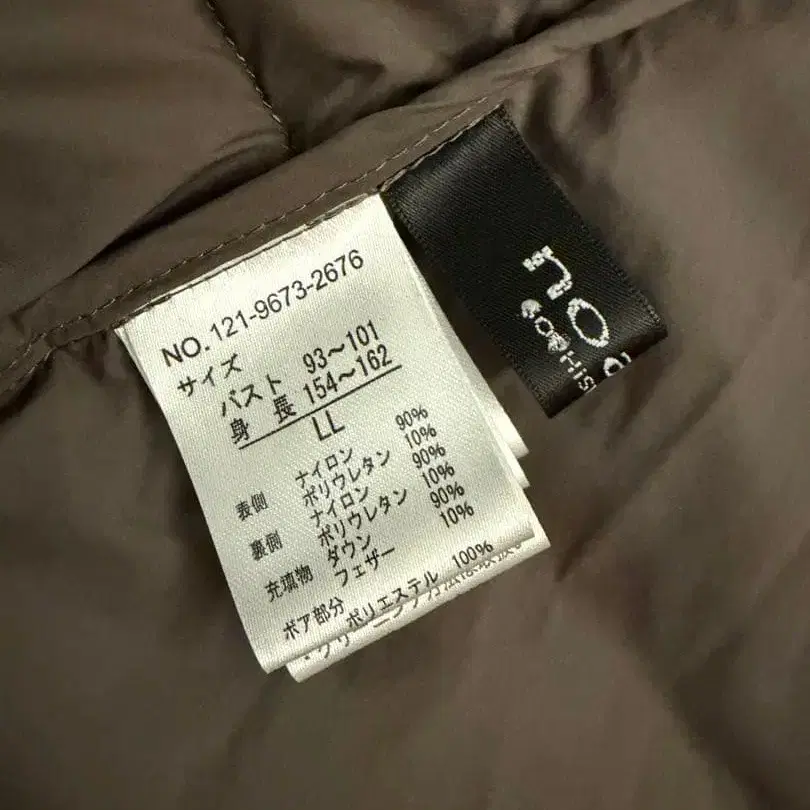 NO. 121-9673-2676
サイズ
バスト 93～101
身 長 154～162
LL
表側 ナイロン 90%
ポリウレタン 10%
裏側 ナイロン 90%
ポリウレタン 10%
充填物 ダウン 90%
フェザー 10%
ボア部分 ポリエステル 100%
no